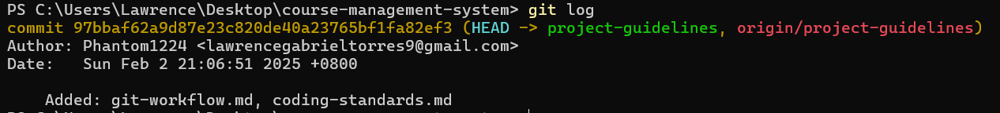 PS C:\Users\Lawrence\Desktop\course-management-system> git log
commit 97bbaf62a9d87e23c820de40a23765bf1fa82ef3 (HEAD -> project-guidelines, origin/project-guidelines)
Author: Phantom1224 <lawrencegabrieltorres9@gmail.com>
Date:   Sun Feb 2 21:06:51 2025 +0800
    Added: git-workflow.md, coding-standards.md